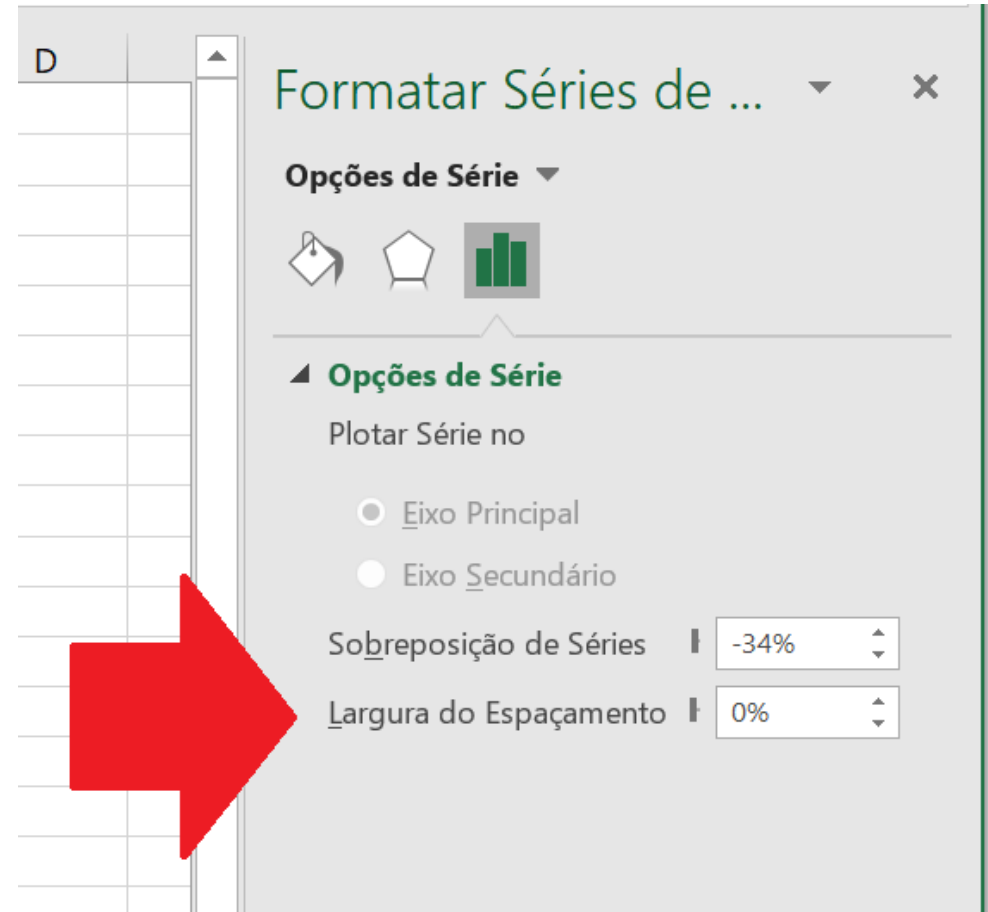 D
Formatar Séries de ...
Opções de Série
Opções de Série
Plotar Série no
Eixo Principal
Eixo Secundário
Sobreposição de Séries -34%
Largura do Espaçamento 0%